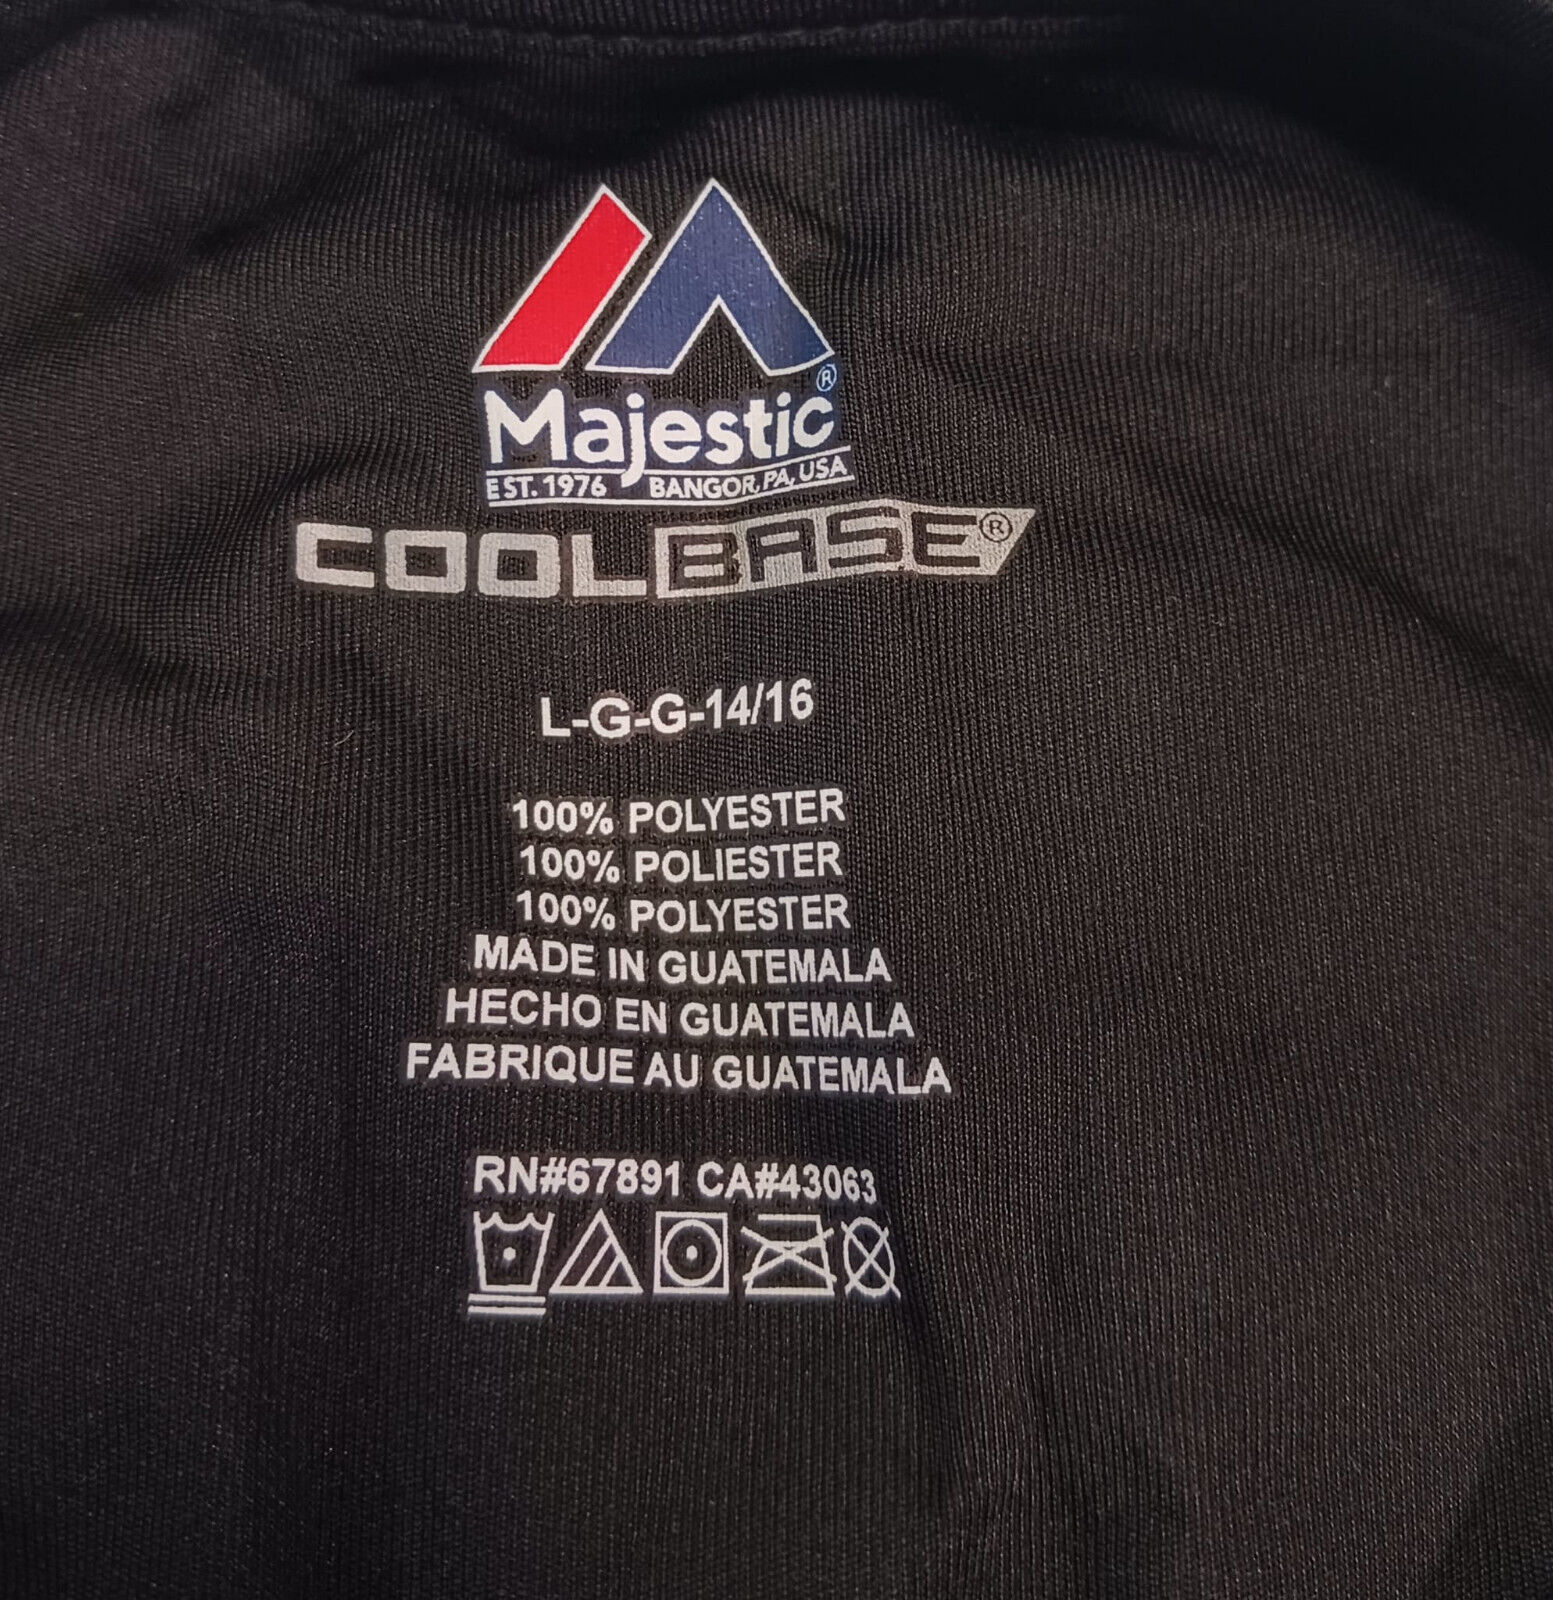 Majestic®
EST. 1976 BANGOR, PA, USA
COOLBASE®
L-G-G-14/16
100% POLYESTER
100% POLIESTER
100% POLYESTER
MADE IN GUATEMALA
HECHO EN GUATEMALA
FABRIQUE AU GUATEMALA
RN#67891 CA#43063